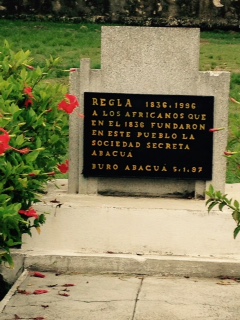 REGLA 1836.1996
A LOS AFRICANOS QUE
EN EL 1836 FUNDARON
EN ESTE PUEBLO LA
SOCIEDAD SECRETA
ABACUA
BURO ABACUÁ 5.1.97